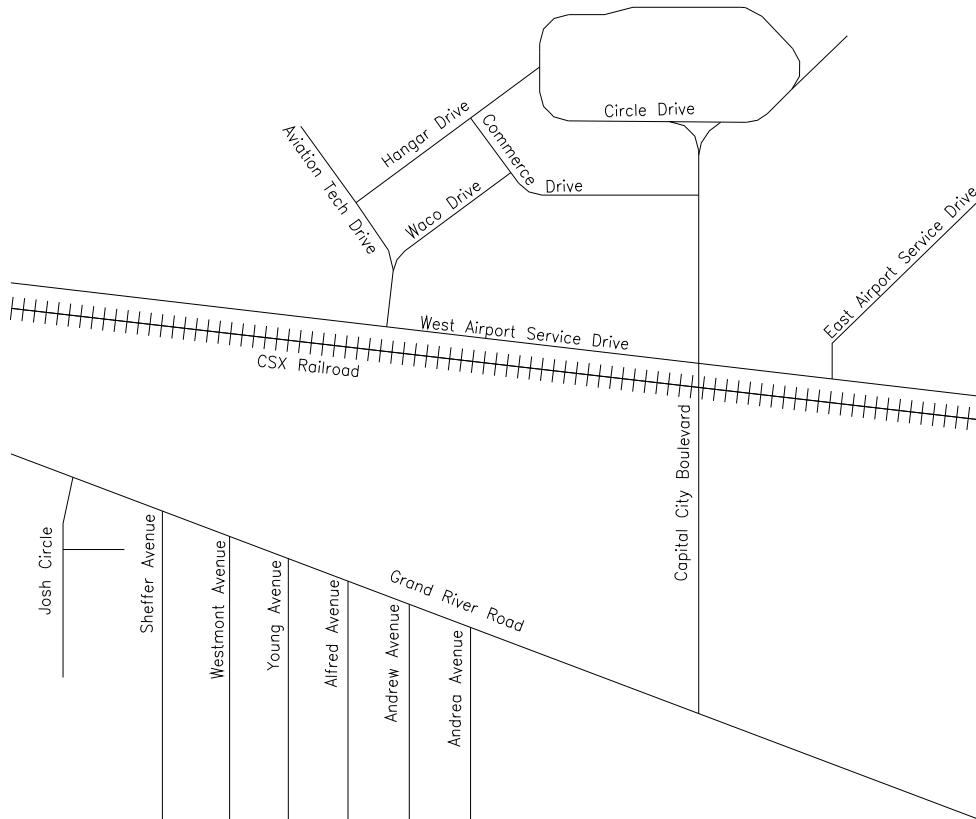 Circle Drive
Hangar Drive
Commerce Drive
Aviation Tech Drive
Waco Drive
East Airport Service Drive
West Airport Service Drive
CSX Railroad
Capital City Boulevard
Josh Circle
Sheffer Avenue
Westmont Avenue
Young Avenue
Alfred Avenue
Andrew Avenue
Andrea Avenue
Grand River Road